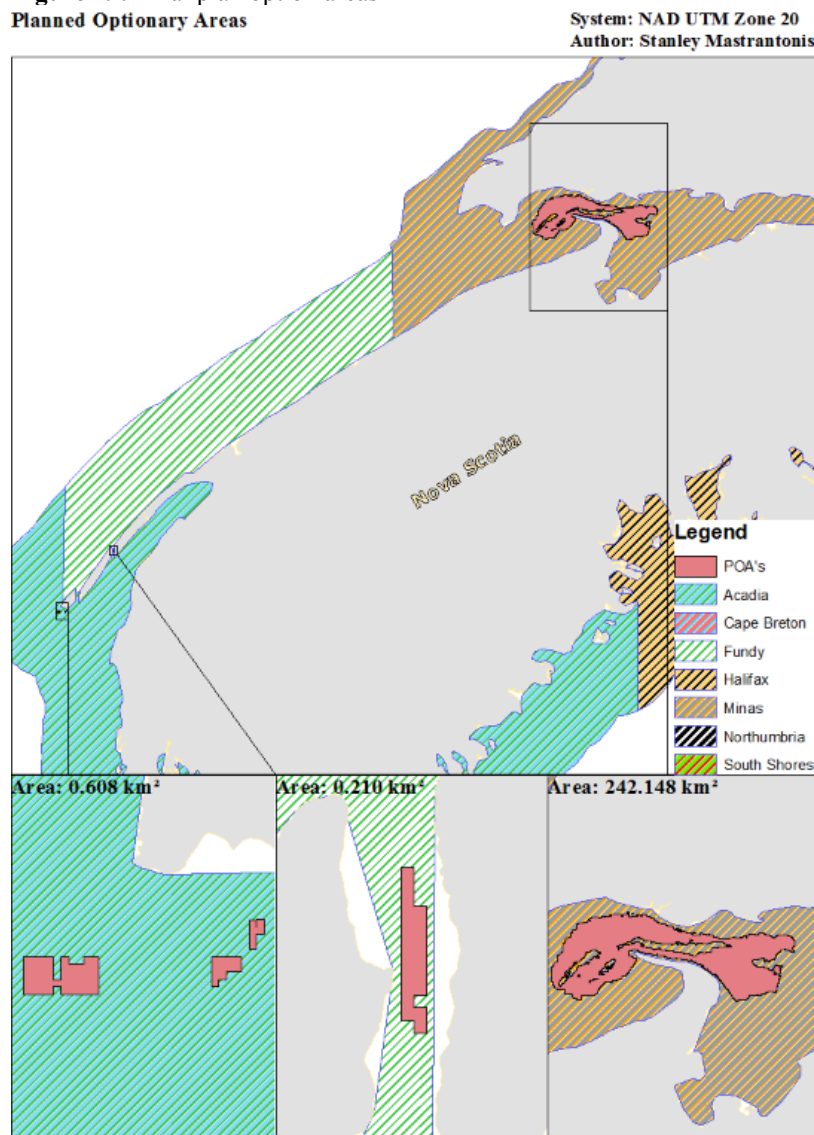 Planned Optionary Areas
System: NAD UTM Zone 20
Author: Stanley Mastrantonis
Nova Scotia
Legend
POA's
Acadia
Cape Breton
Fundy
Halifax
Minas
Northumbria
South Shores
Area: 0.608 km²
Area: 0.210 km²
Area: 242.148 km²